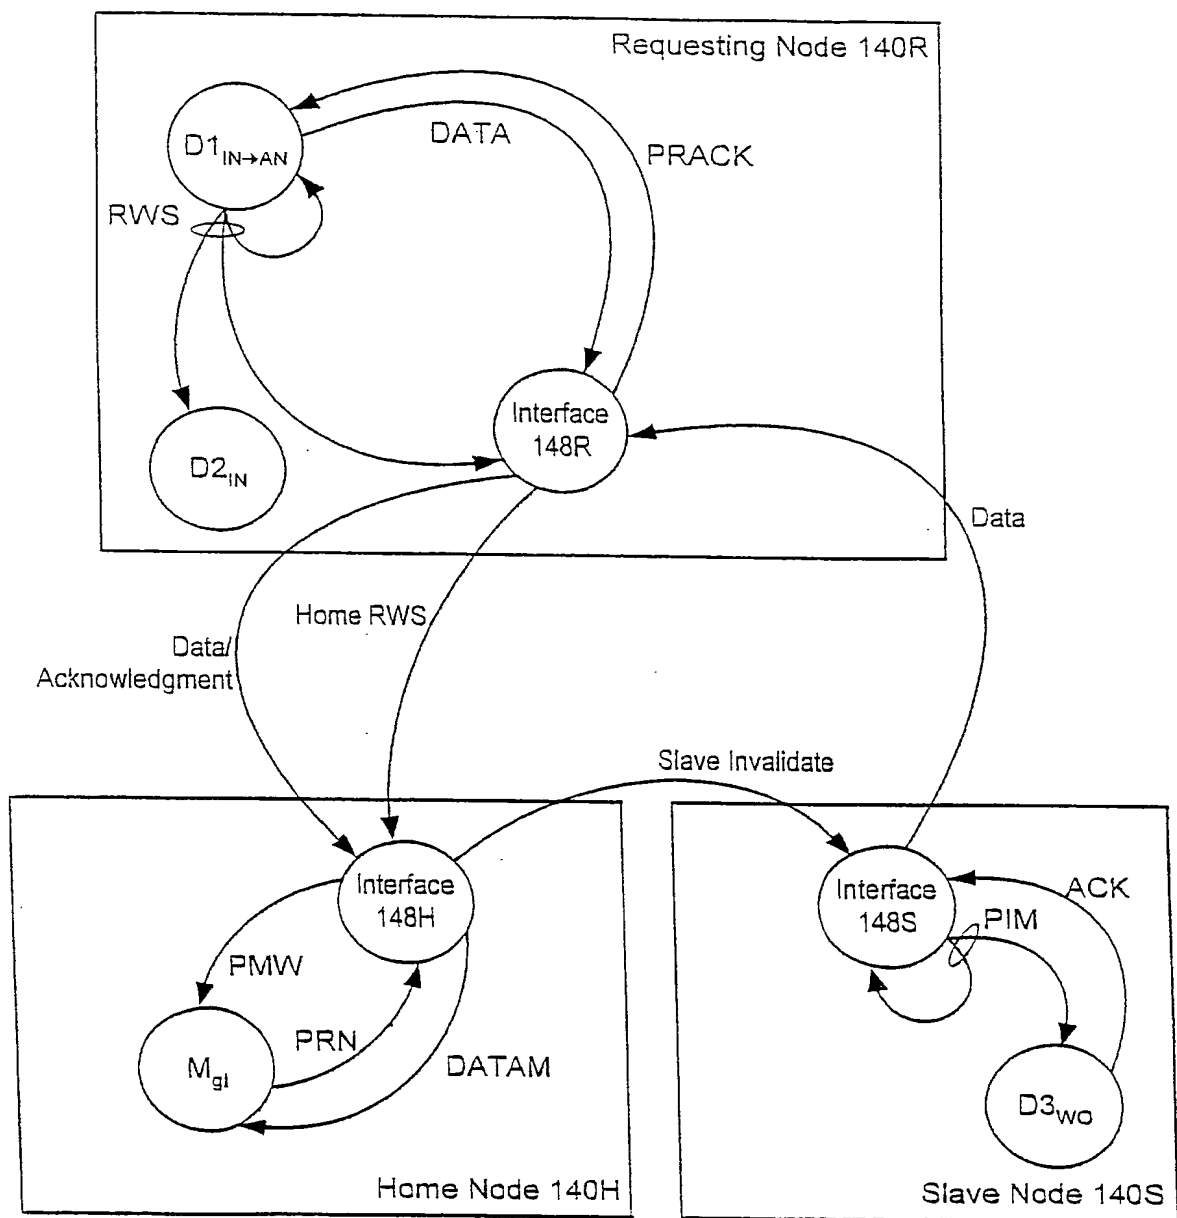 Requesting Node 140R
D1IN→AN
DATA
PRACK
RWS
Interface
148R
D2IN
Data
Home RWS
Data/
Acknowledgment
Slave Invalidate
Interface
148H
Interface
148S
ACK
PIM
PMW
PRN
DATAM
Mgl
D3WO
Home Node 140H
Slave Node 140S